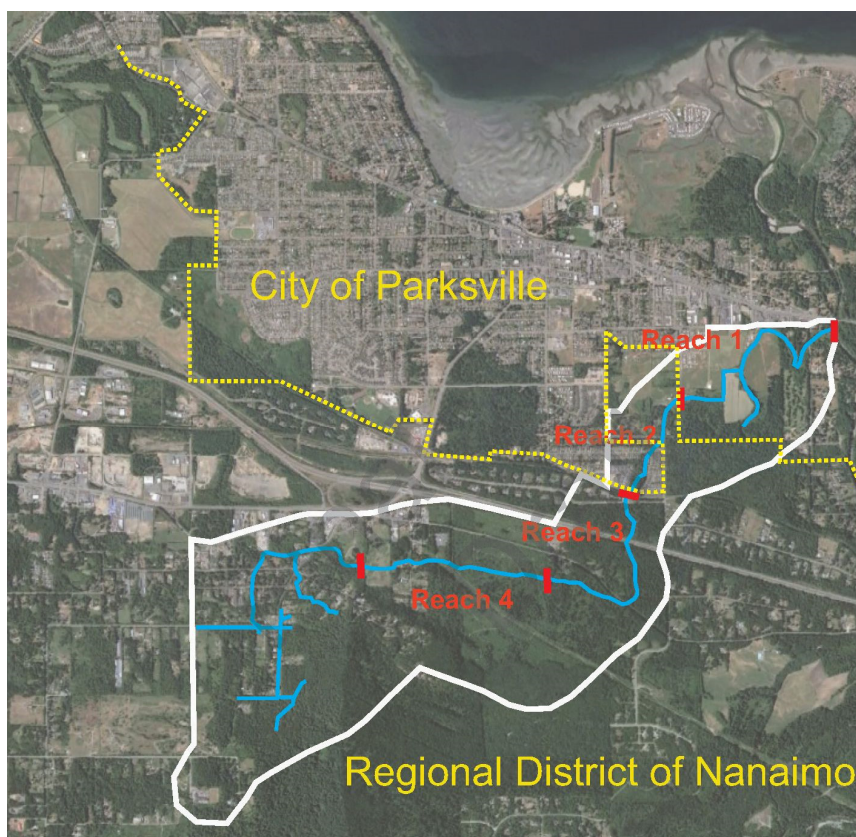 City of Parksville
Reach 1
Reach 2
Reach 3
Reach 4
Regional District of Nanaimo